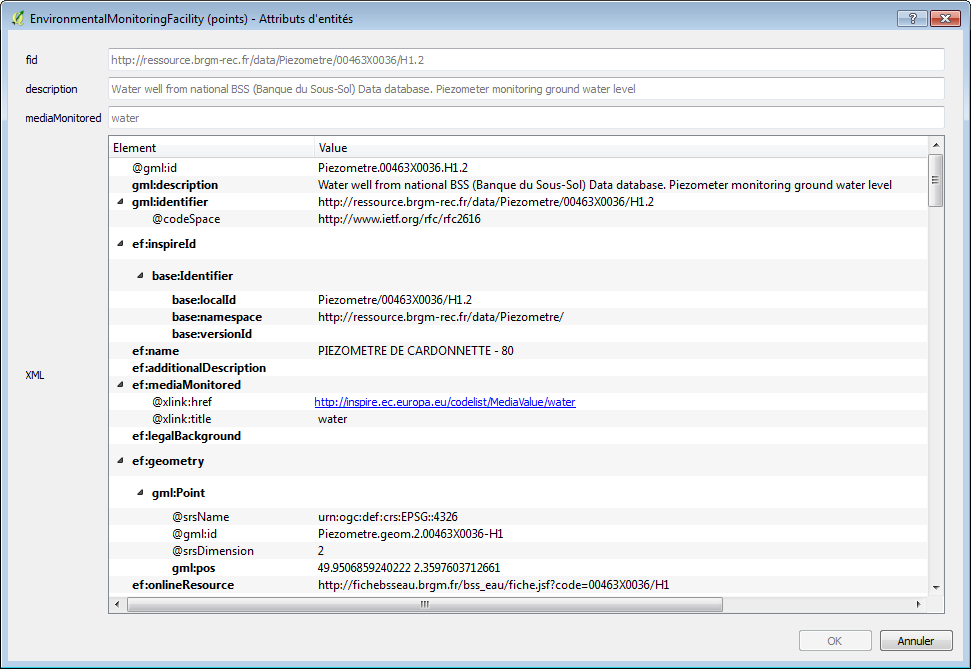 EnvironmentalMonitoringFacility (points) - Attributs d'entités
fid http://ressource.brgm-rec.fr/data/Piezometre/00463X0036/H1.2
description Water well from national BSS (Banque du Sous-Sol) Data database. Piezometer monitoring ground water level
mediaMonitored water
XML
Element Value
@gml:id Piezometre.00463X0036.H1.2
gml:description Water well from national BSS (Banque du Sous-Sol) Data database. Piezometer monitoring ground water level
gml:identifier http://ressource.brgm-rec.fr/data/Piezometre/00463X0036/H1.2
@codeSpace http://www.ietf.org/rfc/rfc2616
ef:inspireId
base:Identifier
base:localId Piezometre/00463X0036/H1.2
base:namespace http://ressource.brgm-rec.fr/data/Piezometre/
base:versionId
ef:name PIEZOMETRE DE CARDONNETTE - 80
ef:additionalDescription
ef:mediaMonitored
@xlink:href http://inspire.ec.europa.eu/codelist/MediaValue/water
@xlink:title water
ef:legalBackground
ef:geometry
gml:Point
@srsName urn:ogc:def:crs:EPSG::4326
@gml:id Piezometre.geom.2.00463X0036-H1
@srsDimension 2
gml:pos 49.9506859240222 2.3597603712661
ef:onlineResource http://fichebsseau.brgm.fr/bss_eau/fiche.jsf?code=00463X0036/H1
OK Annuler